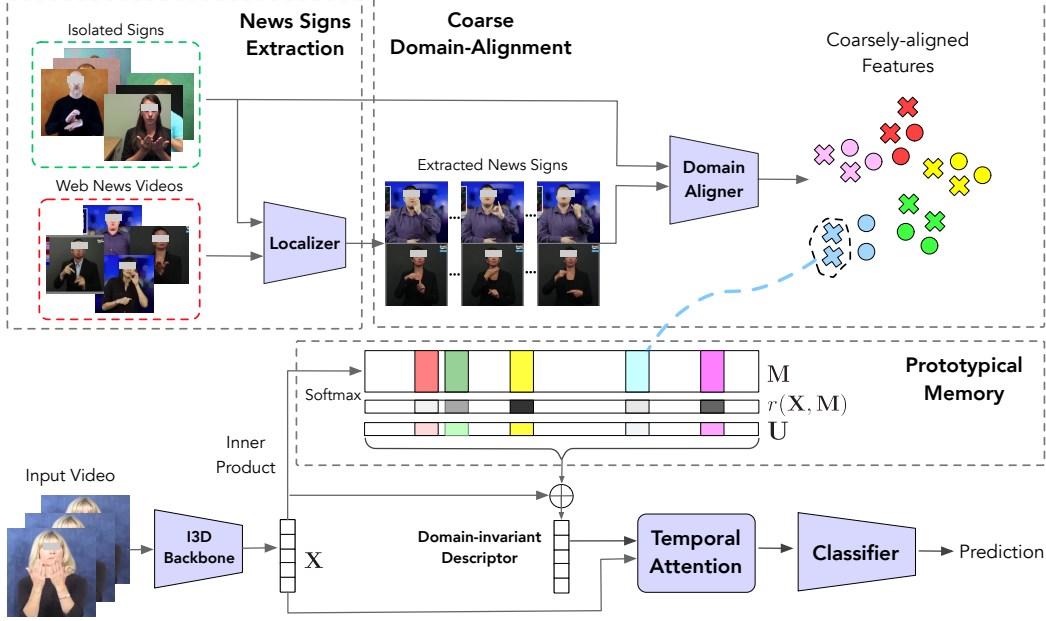 News Signs
Extraction
Isolated Signs
Web News Videos
Localizer
Coarse
Domain-Alignment
Extracted News Signs
Domain
Aligner
Coarsely-aligned
Features
Prototypical
Memory
Softmax
M
r(X, M)
U
Inner
Product
Input Video
I3D
Backbone
X
Domain-invariant
Descriptor
Temporal
Attention
Classifier
Prediction